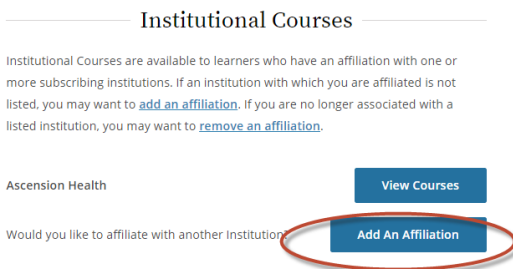 Institutional Courses
Institutional Courses are available to learners who have an affiliation with one or
more subscribing institutions. If an institution with which you are affiliated is not
listed, you may want to add an affiliation. If you are no longer associated with a
listed institution, you may want to remove an affiliation.
Ascension Health
View Courses
Would you like to affiliate with another Institution?
Add An Affiliation